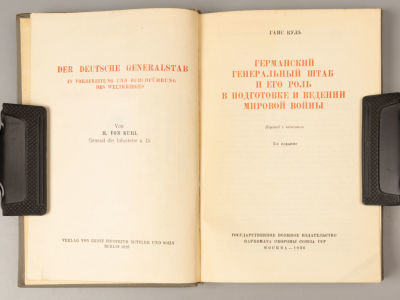 DER DEUTSCHE GENERALSTAB
IN VORBEREITUNG UND DURCHFÜHRUNG
DES WELTKRIEGES
Von
H. VON KUHL
General der Infanterie a. D.
VERLAG VON ERNST SIEGFRIED MITTLER UND SOHN
BERLIN
ГАНС КУЛЬ
ГЕРМАНСКИЙ
ГЕНЕРАЛЬНЫЙ ШТАБ
И ЕГО РОЛЬ
В ПОДГОТОВКЕ И ВЕДЕНИИ
МИРОВОЙ ВОЙНЫ
Перевод с немецкого
2-е издание
ГОСУДАРСТВЕННОЕ ВОЕННОЕ ИЗДАТЕЛЬСТВО
НАРКОМАТА ОБОРОНЫ СОЮЗА ССР
МОСКВА — 1936